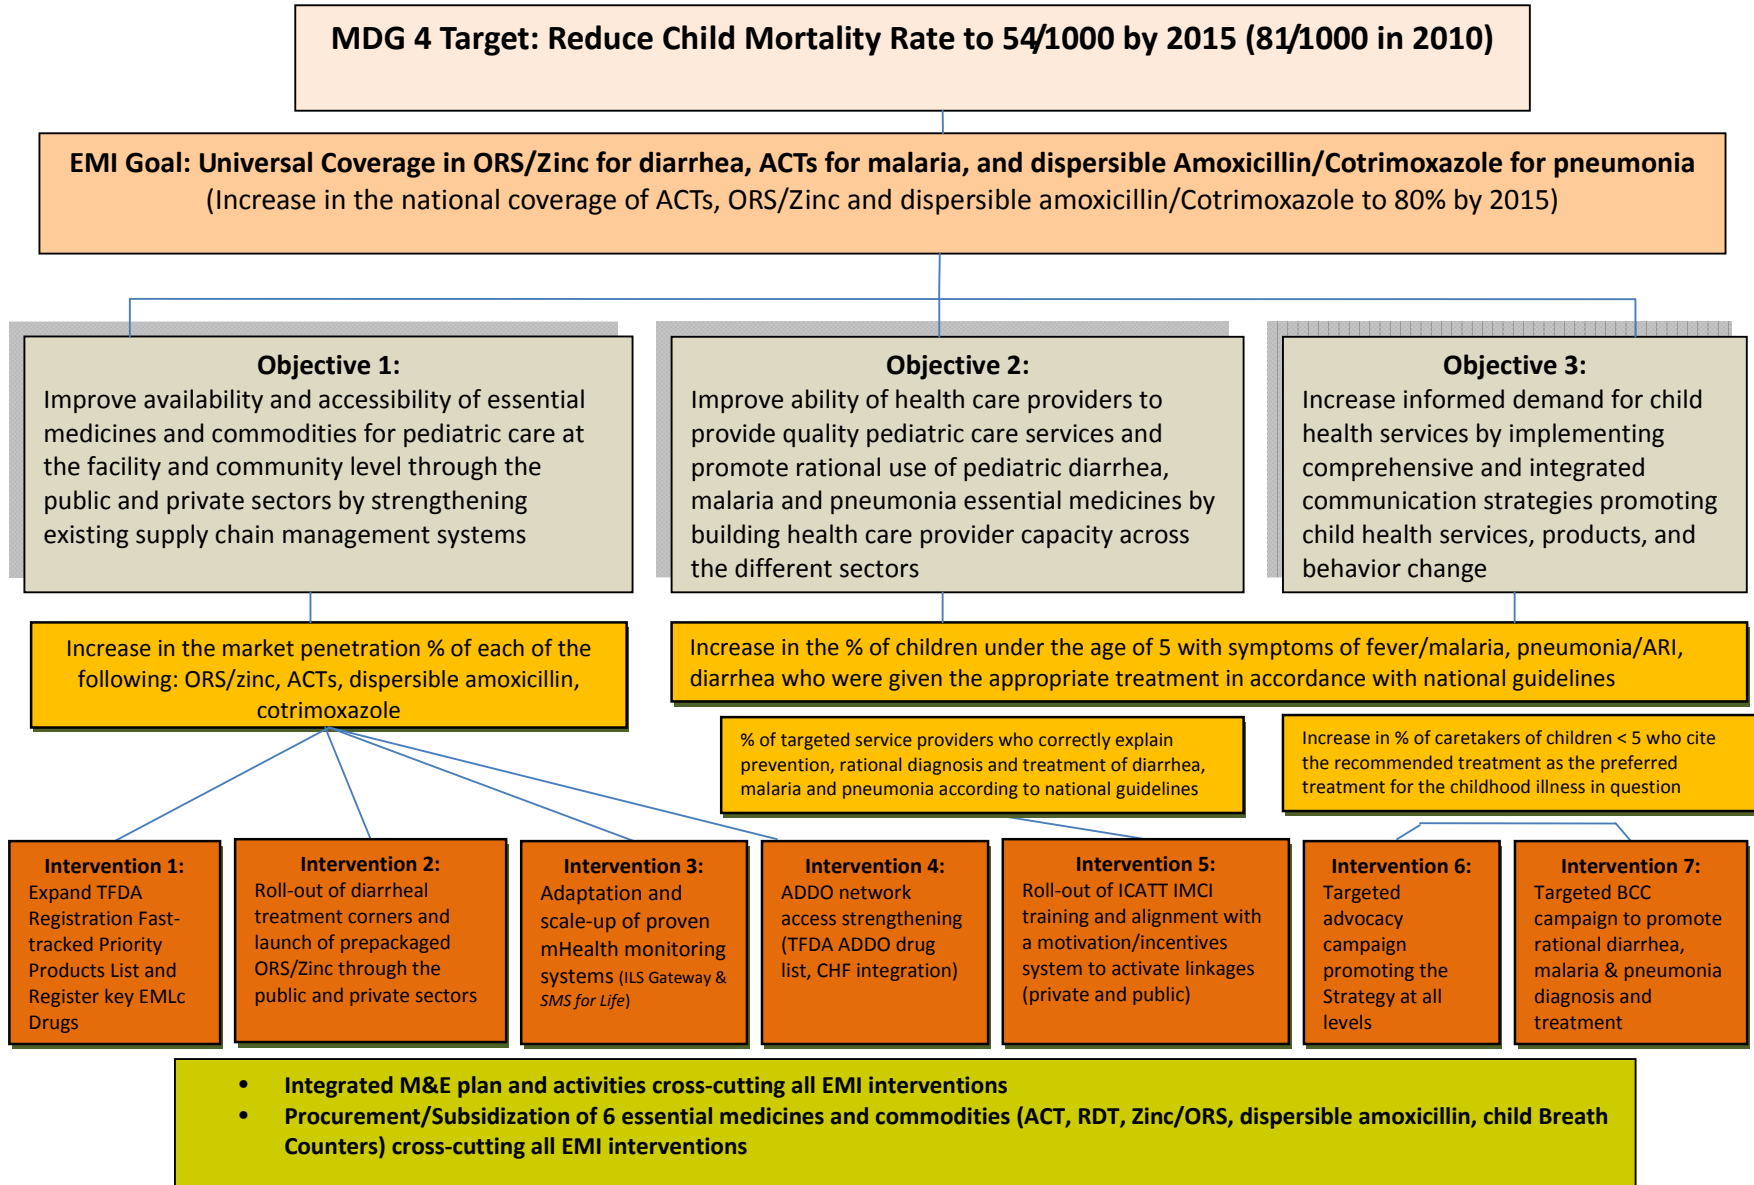 MDG 4 Target: Reduce Child Mortality Rate to 54/1000 by 2015 (81/1000 in 2010)
EMI Goal: Universal Coverage in ORS/Zinc for diarrhea, ACTs for malaria, and dispersible Amoxicillin/Cotrimoxazole for pneumonia
(Increase in the national coverage of ACTs, ORS/Zinc and dispersible amoxicillin/Cotrimoxazole to 80% by 2015)
Objective 1:
Improve availability and accessibility of essential
medicines and commodities for pediatric care at
the facility and community level through the
public and private sectors by strengthening
existing supply chain management systems
Objective 2:
Improve ability of health care providers to
provide quality pediatric care services and
promote rational use of pediatric diarrhea,
malaria and pneumonia essential medicines by
building health care provider capacity across
the different sectors
Objective 3:
Increase informed demand for child
health services by implementing
comprehensive and integrated
communication strategies promoting
child health services, products, and
behavior change
Increase in the market penetration % of each of the
following: ORS/zinc, ACTs, dispersible amoxicillin,
cotrimoxazole
Increase in the % of children under the age of 5 with symptoms of fever/malaria, pneumonia/ARI,
diarrhea who were given the appropriate treatment in accordance with national guidelines
% of targeted service providers who correctly explain
prevention, rational diagnosis and treatment of diarrhea,
malaria and pneumonia according to national guidelines
Increase in % of caretakers of children < 5 who cite
the recommended treatment as the preferred
treatment for the childhood illness in question
Intervention 1:
Expand TFDA
Registration Fast-
tracked Priority
Products List and
Register key EMLc
Drugs
Intervention 2:
Roll-out of diarrheal
treatment corners and
launch of prepackaged
ORS/Zinc through the
public and private sectors
Intervention 3:
Adaptation and
scale-up of proven
mHealth monitoring
systems (ILS Gateway &
SMS for Life)
Intervention 4:
ADDO network
access strengthening
(TFDA ADDO drug
list, CHF integration)
Intervention 5:
Roll-out of ICATT IMCI
training and alignment with
a motivation/incentives
system to activate linkages
(private and public)
Intervention 6:
Targeted
advocacy
campaign
promoting the
Strategy at all
levels
Intervention 7:
Targeted BCC
campaign to promote
rational diarrhea,
malaria & pneumonia
diagnosis and
treatment
• Integrated M&E plan and activities cross-cutting all EMI interventions
• Procurement/Subsidization of 6 essential medicines and commodities (ACT, RDT, Zinc/ORS, dispersible amoxicillin, child Breath
Counters) cross-cutting all EMI interventions